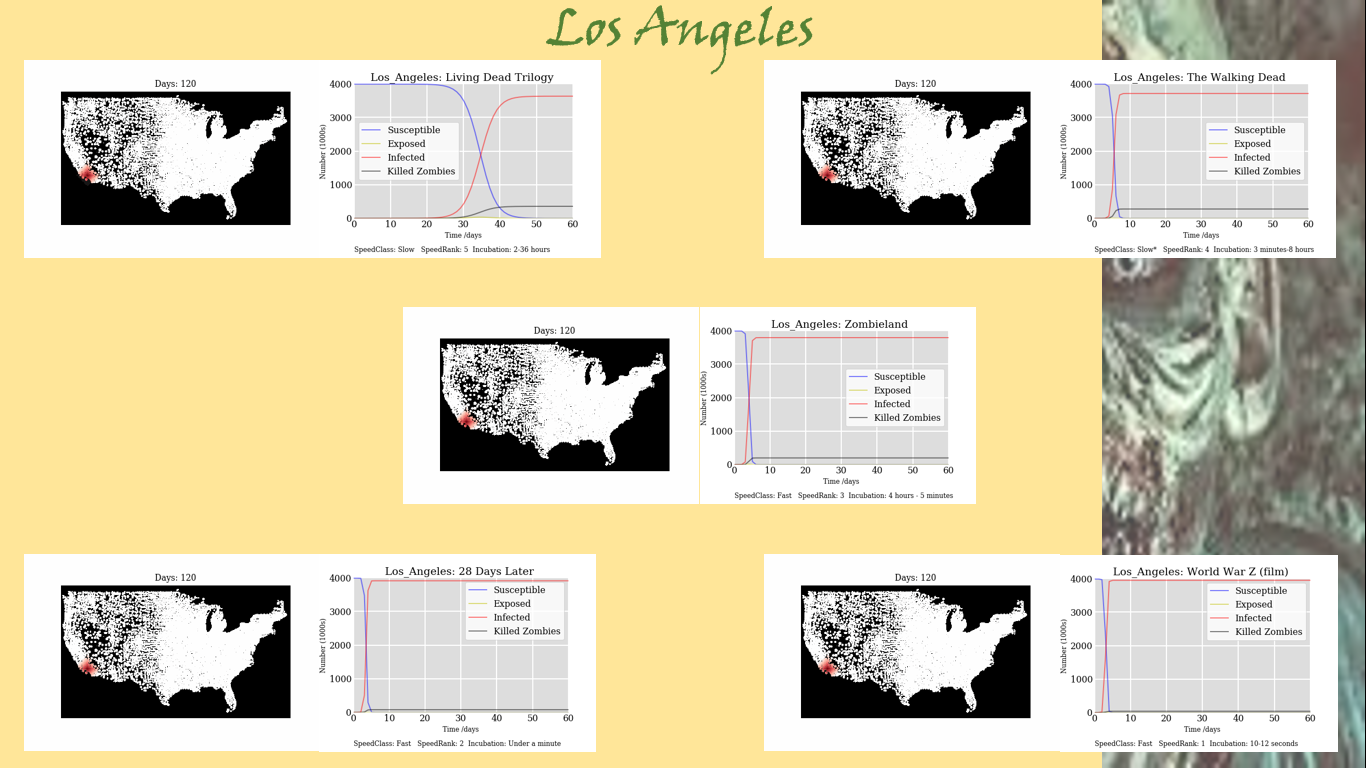 Los Angeles
Days: 120
Los_Angeles: Living Dead Trilogy
4000
3000
2000
1000
0
Number (1000s)
Susceptible
Exposed
Infected
Killed Zombies
0 10 20 30 40 50 60
Time /days
SpeedClass: Slow SpeedRank: 5 Incubation: 2-36 hours
Days: 120
Los_Angeles: The Walking Dead
4000
3000
2000
1000
0
Number (1000s)
Susceptible
Exposed
Infected
Killed Zombies
0 10 20 30 40 50 60
Time /days
SpeedClass: Slow* SpeedRank: 4 Incubation: 3 minutes-8 hours
Days: 120
Los_Angeles: Zombieland
4000
3000
2000
1000
0
Number (1000s)
Susceptible
Exposed
Infected
Killed Zombies
0 10 20 30 40 50 60
Time /days
SpeedClass: Fast SpeedRank: 3 Incubation: 4 hours - 5 minutes
Days: 120
Los_Angeles: 28 Days Later
4000
3000
2000
1000
0
Number (1000s)
Susceptible
Exposed
Infected
Killed Zombies
0 10 20 30 40 50 60
Time /days
SpeedClass: Fast SpeedRank: 2 Incubation: Under a minute
Days: 120
Los_Angeles: World War Z (film)
4000
3000
2000
1000
0
Number (1000s)
Susceptible
Exposed
Infected
Killed Zombies
0 10 20 30 40 50 60
Time /days
SpeedClass: Fast SpeedRank: 1 Incubation: 10-12 seconds